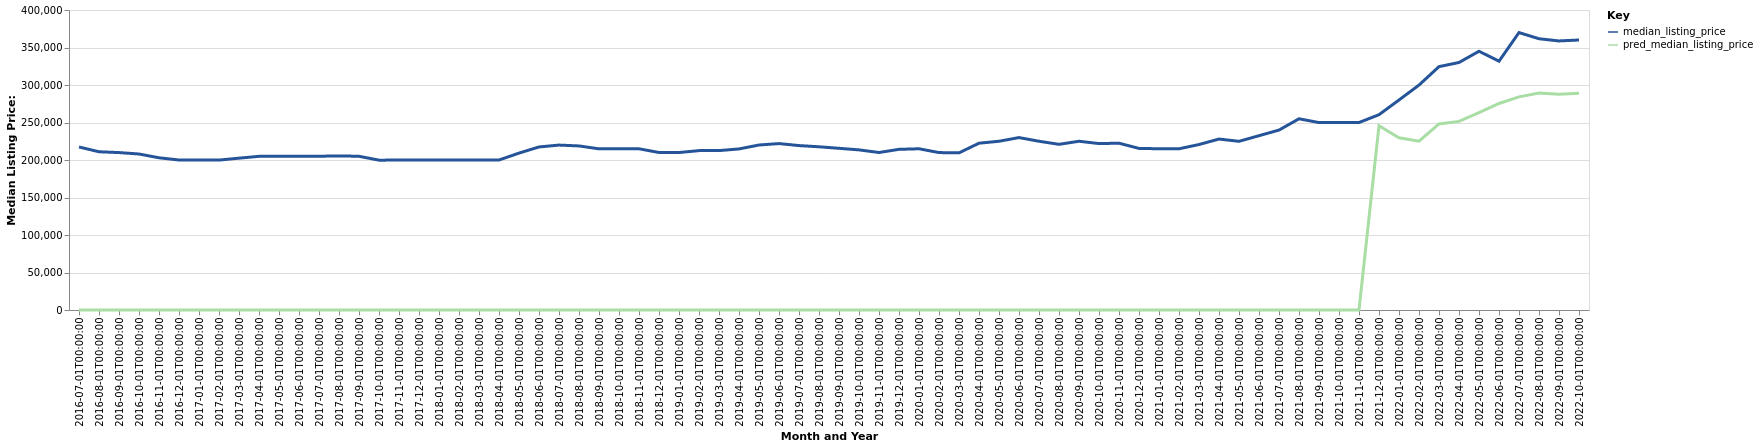 400,000
350,000
300,000
250,000
200,000
150,000
100,000
50,000
0
Median Listing Price:
2016-07-01T00:00:00
2016-08-01T00:00:00
2016-09-01T00:00:00
2016-10-01T00:00:00
2016-11-01T00:00:00
2016-12-01T00:00:00
2017-01-01T00:00:00
2017-02-01T00:00:00
2017-03-01T00:00:00
2017-04-01T00:00:00
2017-05-01T00:00:00
2017-06-01T00:00:00
2017-07-01T00:00:00
2017-08-01T00:00:00
2017-09-01T00:00:00
2017-10-01T00:00:00
2017-11-01T00:00:00
2017-12-01T00:00:00
2018-01-01T00:00:00
2018-02-01T00:00:00
2018-03-01T00:00:00
2018-04-01T00:00:00
2018-05-01T00:00:00
2018-06-01T00:00:00
2018-07-01T00:00:00
2018-08-01T00:00:00
2018-09-01T00:00:00
2018-10-01T00:00:00
2018-11-01T00:00:00
2018-12-01T00:00:00
2019-01-01T00:00:00
2019-02-01T00:00:00
2019-03-01T00:00:00
2019-04-01T00:00:00
2019-05-01T00:00:00
2019-06-01T00:00:00
2019-07-01T00:00:00
2019-08-01T00:00:00
2019-09-01T00:00:00
2019-10-01T00:00:00
2019-11-01T00:00:00
2019-12-01T00:00:00
2020-01-01T00:00:00
2020-02-01T00:00:00
2020-03-01T00:00:00
2020-04-01T00:00:00
2020-05-01T00:00:00
2020-06-01T00:00:00
2020-07-01T00:00:00
2020-08-01T00:00:00
2020-09-01T00:00:00
2020-10-01T00:00:00
2020-11-01T00:00:00
2020-12-01T00:00:00
2021-01-01T00:00:00
2021-02-01T00:00:00
2021-03-01T00:00:00
2021-04-01T00:00:00
2021-05-01T00:00:00
2021-06-01T00:00:00
2021-07-01T00:00:00
2021-08-01T00:00:00
2021-09-01T00:00:00
2021-10-01T00:00:00
2021-11-01T00:00:00
2021-12-01T00:00:00
2022-01-01T00:00:00
2022-02-01T00:00:00
2022-03-01T00:00:00
2022-04-01T00:00:00
2022-05-01T00:00:00
2022-06-01T00:00:00
2022-07-01T00:00:00
2022-08-01T00:00:00
2022-09-01T00:00:00
2022-10-01T00:00:00
Month and Year
Key
median_listing_price
pred_median_listing_price